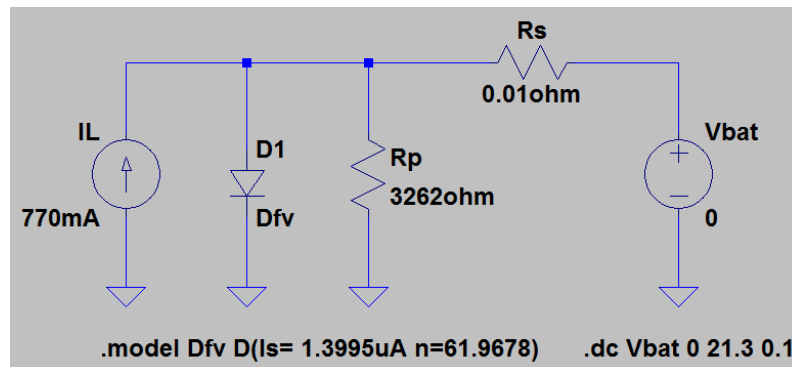 Rs
0.01ohm
IL
770mA
D1
Dfv
Rp
3262ohm
Vbat
0
.model Dfv D(Is= 1.3995uA n=61.9678)
.dc Vbat 0 21.3 0.1